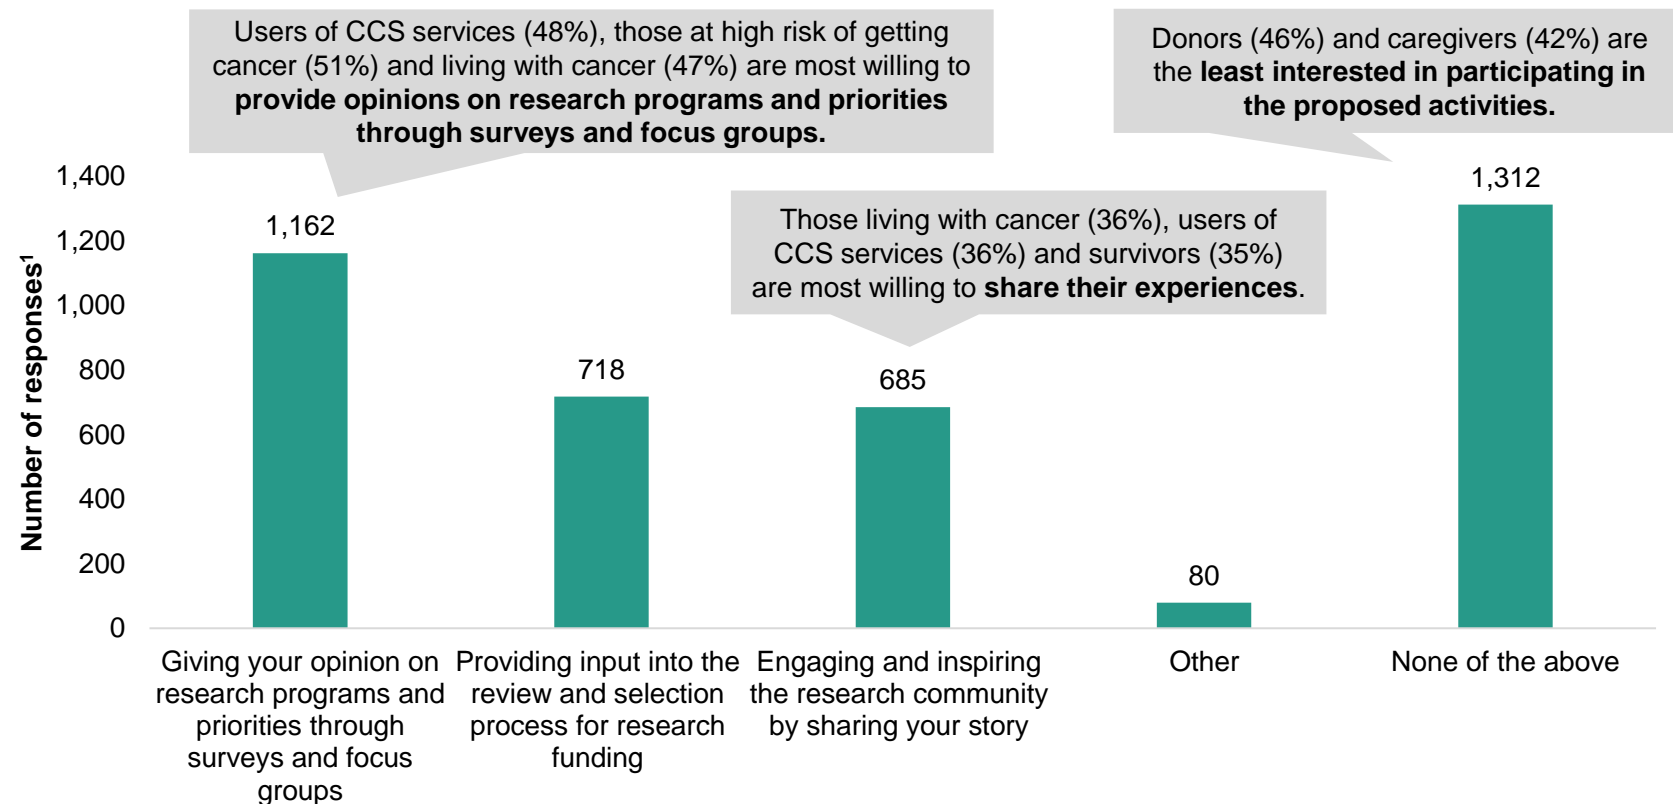 Users of CCS services (48%), those at high risk of getting
cancer (51%) and living with cancer (47%) are most willing to
provide opinions on research programs and priorities
through surveys and focus groups.
Donors (46%) and caregivers (42%) are
the least interested in participating in
the proposed activities.
Those living with cancer (36%), users of
CCS services (36%) and survivors (35%)
are most willing to share their experiences.
Number of responses¹
1,400
1,200
1,000
800
600
400
200
0
1,162
718
685
80
1,312
Giving your opinion on
research programs and
priorities through
surveys and focus
groups
Providing input into the
review and selection
process for research
funding
Engaging and inspiring
the research community
by sharing your story
Other
None of the above